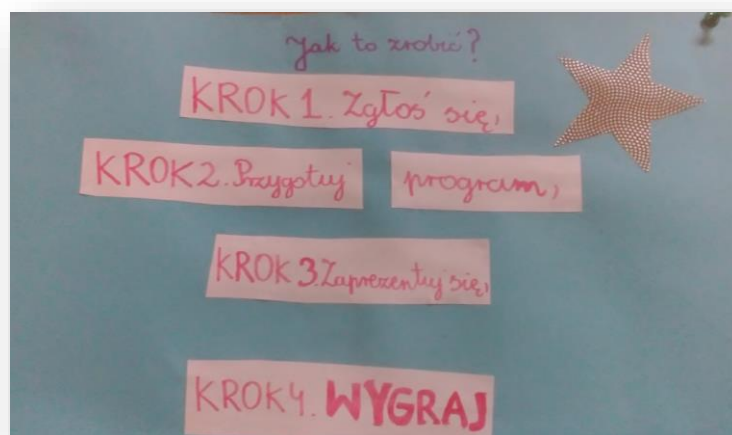 Jak to zrobić?
KROK 1. Zgłoś się,
KROK 2. Przygotuj program,
KROK 3. Zaprezentuj się,
KROK 4. WYGRAJ